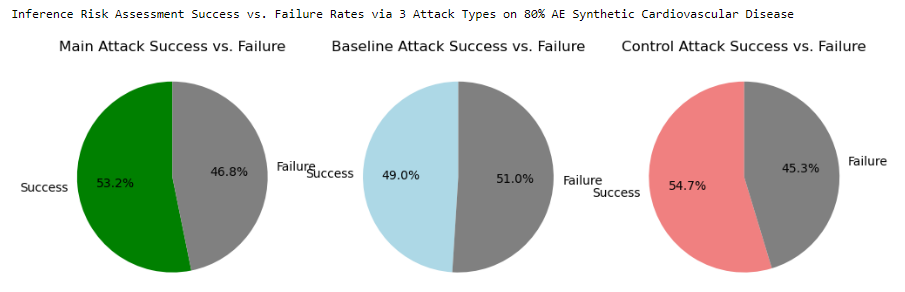 Inference Risk Assessment Success vs. Failure Rates via 3 Attack Types on 80% AE Synthetic Cardiovascular Disease
Main Attack Success vs. Failure
Success
53.2%
46.8%
Failure
Baseline Attack Success vs. Failure
Success
49.0%
51.0%
Failure
Control Attack Success vs. Failure
Success
54.7%
45.3%
Failure